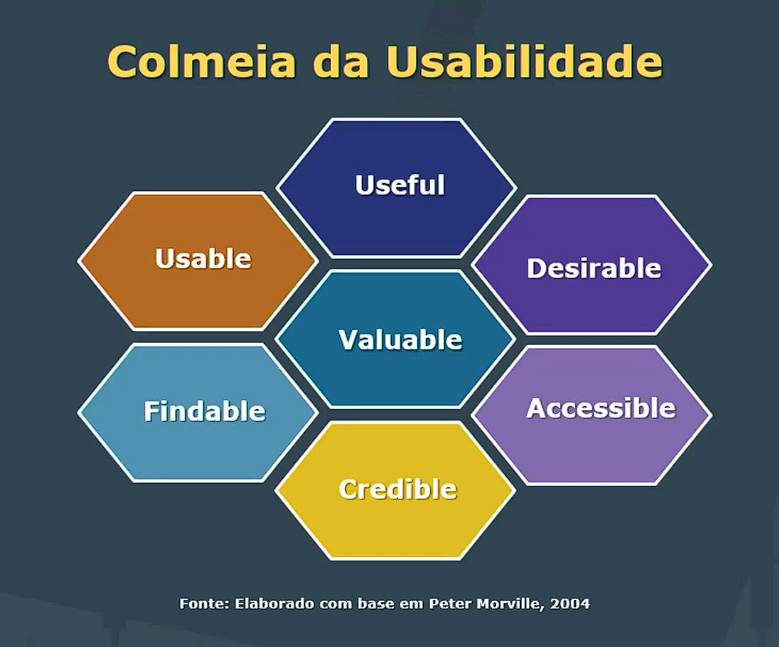 Colmeia da Usabilidade
Useful
Usable
Desirable
Valuable
Findable
Accessible
Credible
Fonte: Elaborado com base em Peter Morville, 2004